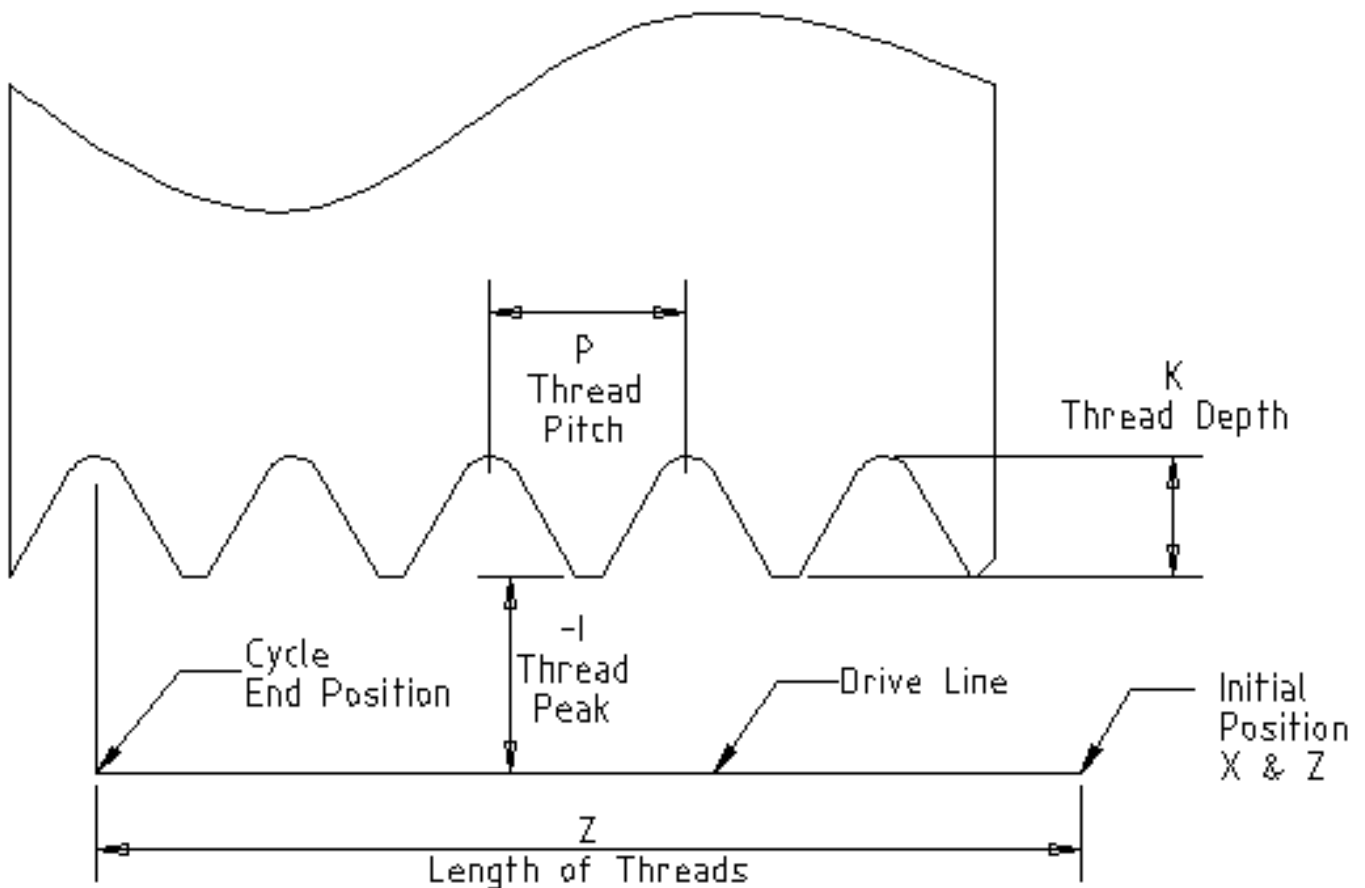 P
Thread
Pitch
K
Thread Depth
-I
Thread
Peak
Cycle
End Position
Drive Line
Initial
Position
X & Z
Z
Length of Threads